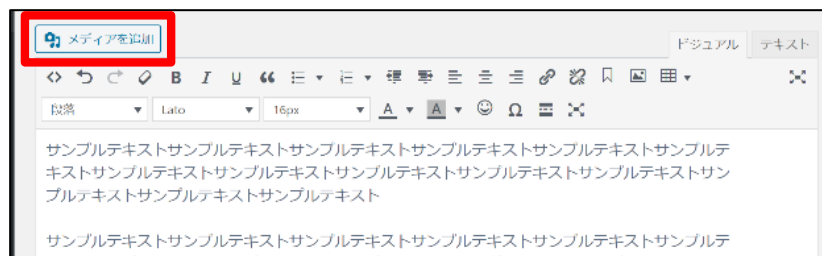 メディアを追加
ビジュアル テキスト
段落 Lato 16px
サンプルテキストサンプルテキストサンプルテキストサンプルテキストサンプルテキストサンプルテ
キストサンプルテキストサンプルテキストサンプルテキストサンプルテキストサンプルテキストサン
プルテキストサンプルテキストサンプルテキスト
サンプルテキストサンプルテキストサンプルテキストサンプルテキストサンプルテキストサンプルテ